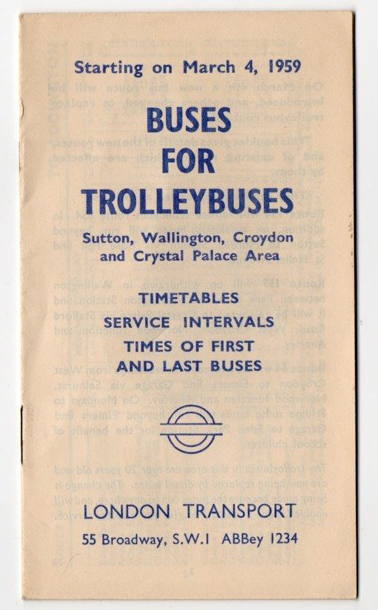 Starting on March 4, 1959
BUSES
FOR
TROLLEYBUSES
Sutton, Wallington, Croydon
and Crystal Palace Area
TIMETABLES
SERVICE INTERVALS
TIMES OF FIRST
AND LAST BUSES
LONDON TRANSPORT
55 Broadway, S.W.1 ABBey 1234